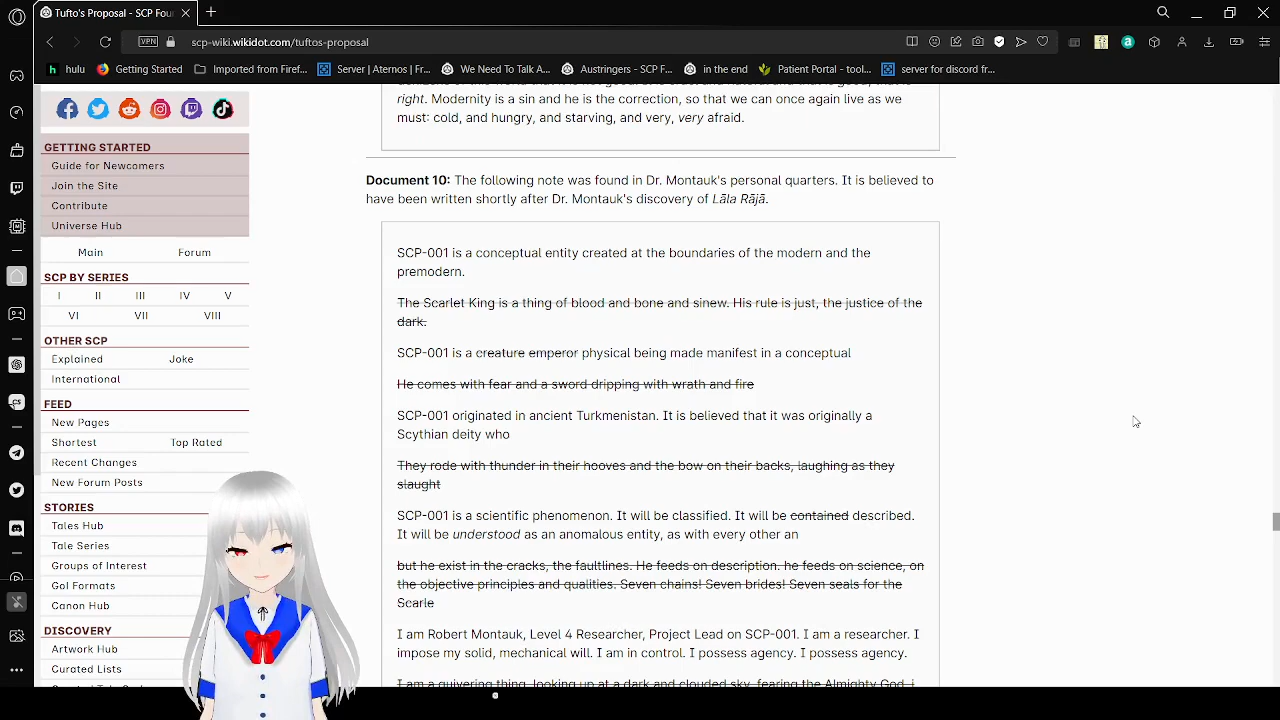 Tufto's Proposal - SCP Four
VPN
scp-wiki.wikidot.com/tuftos-proposal
hulu
Getting Started
Imported from Firef...
Server | Aternos | Fr...
We Need To Talk A...
Austringers - SCP F...
in the end
Patient Portal - tool...
server for discord fr...
GETTING STARTED
Guide for Newcomers
Join the Site
Contribute
Universe Hub
Main
Forum
SCP BY SERIES
I II III IV V
VI VII VIII
OTHER SCP
Explained
Joke
International
FEED
New Pages
Shortest
Top Rated
Recent Changes
New Forum Posts
STORIES
Tales Hub
Tale Series
Groups of Interest
GoI Formats
Canon Hub
DISCOVERY
Artwork Hub
Curated Lists
right. Modernity is a sin and he is the correction, so that we can once again live as we
must: cold, and hungry, and starving, and very, very afraid.
Document 10: The following note was found in Dr. Montauk's personal quarters. It is believed to
have been written shortly after Dr. Montauk's discovery of Lāla Rājā.
SCP-001 is a conceptual entity created at the boundaries of the modern and the
premodern.
The Scarlet King is a thing of blood and bone and sinew. His rule is just, the justice of the
dark.
SCP-001 is a creature emperor physical being made manifest in a conceptual
He comes with fear and a sword dripping with wrath and fire
SCP-001 originated in ancient Turkmenistan. It is believed that it was originally a
Scythian deity who
They rode with thunder in their hooves and the bow on their backs, laughing as they
slaught
SCP-001 is a scientific phenomenon. It will be classified. It will be contained described.
It will be understood as an anomalous entity, as with every other an
but he exist in the cracks, the faultlines. He feeds on description. he feeds on science, on
the objective principles and qualities. Seven chains! Seven brides! Seven seals for the
Scarle
I am Robert Montauk, Level 4 Researcher, Project Lead on SCP-001. I am a researcher. I
impose my solid, mechanical will. I am in control. I possess agency. I possess agency.
I am a quivering thing, looking up at a dark and clouded sky, fearing the Almighty God, i